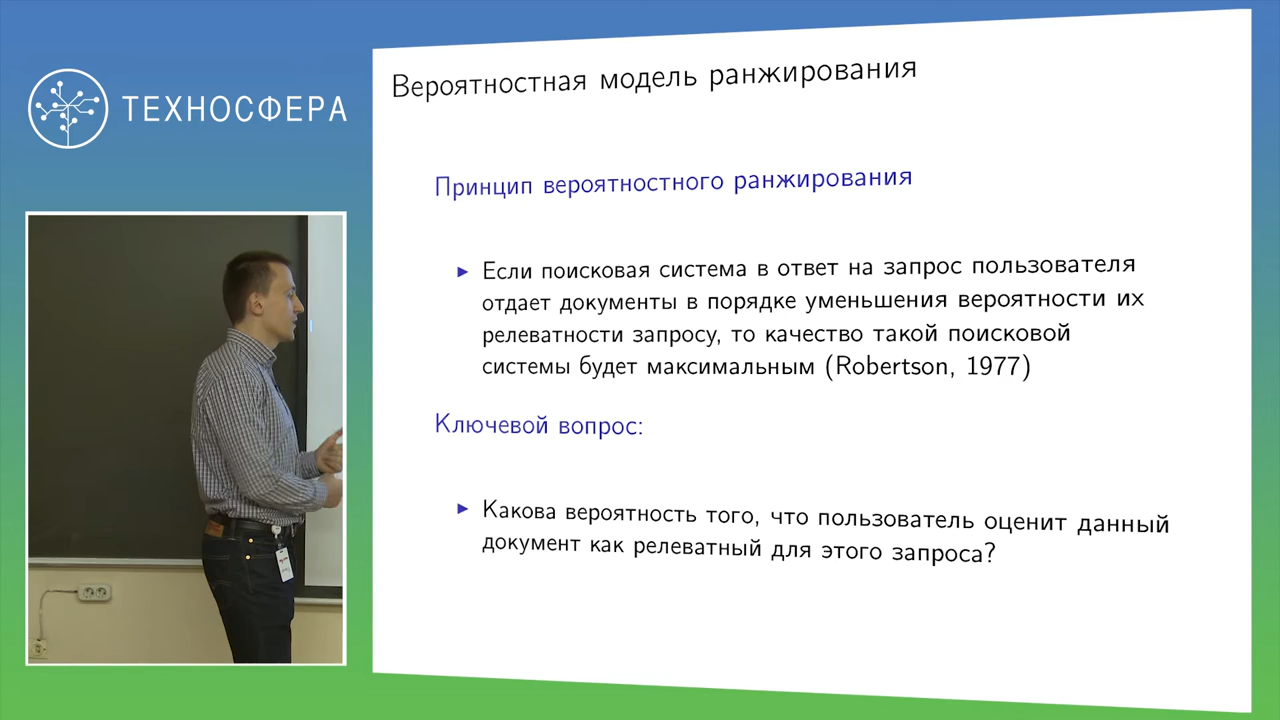 ТЕХНОСФЕРА
Вероятностная модель ранжирования
Принцип вероятностного ранжирования
Если поисковая система в ответ на запрос пользователя
отдает документы в порядке уменьшения вероятности их
релеватности запросу, то качество такой поисковой
системы будет максимальным (Robertson, 1977)
Ключевой вопрос:
Какова вероятность того, что пользователь оценит данный
документ как релеватный для этого запроса?